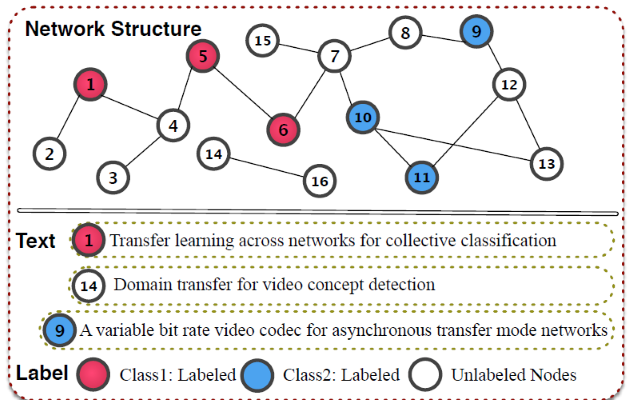 Network Structure
15
8
9
5
7
1
12
10
4
6
2
14
13
3
16
11
Text
1 Transfer learning across networks for collective classification
14 Domain transfer for video concept detection
9 A variable bit rate video codec for asynchronous transfer mode networks
Label Class1: Labeled Class2: Labeled Unlabeled Nodes